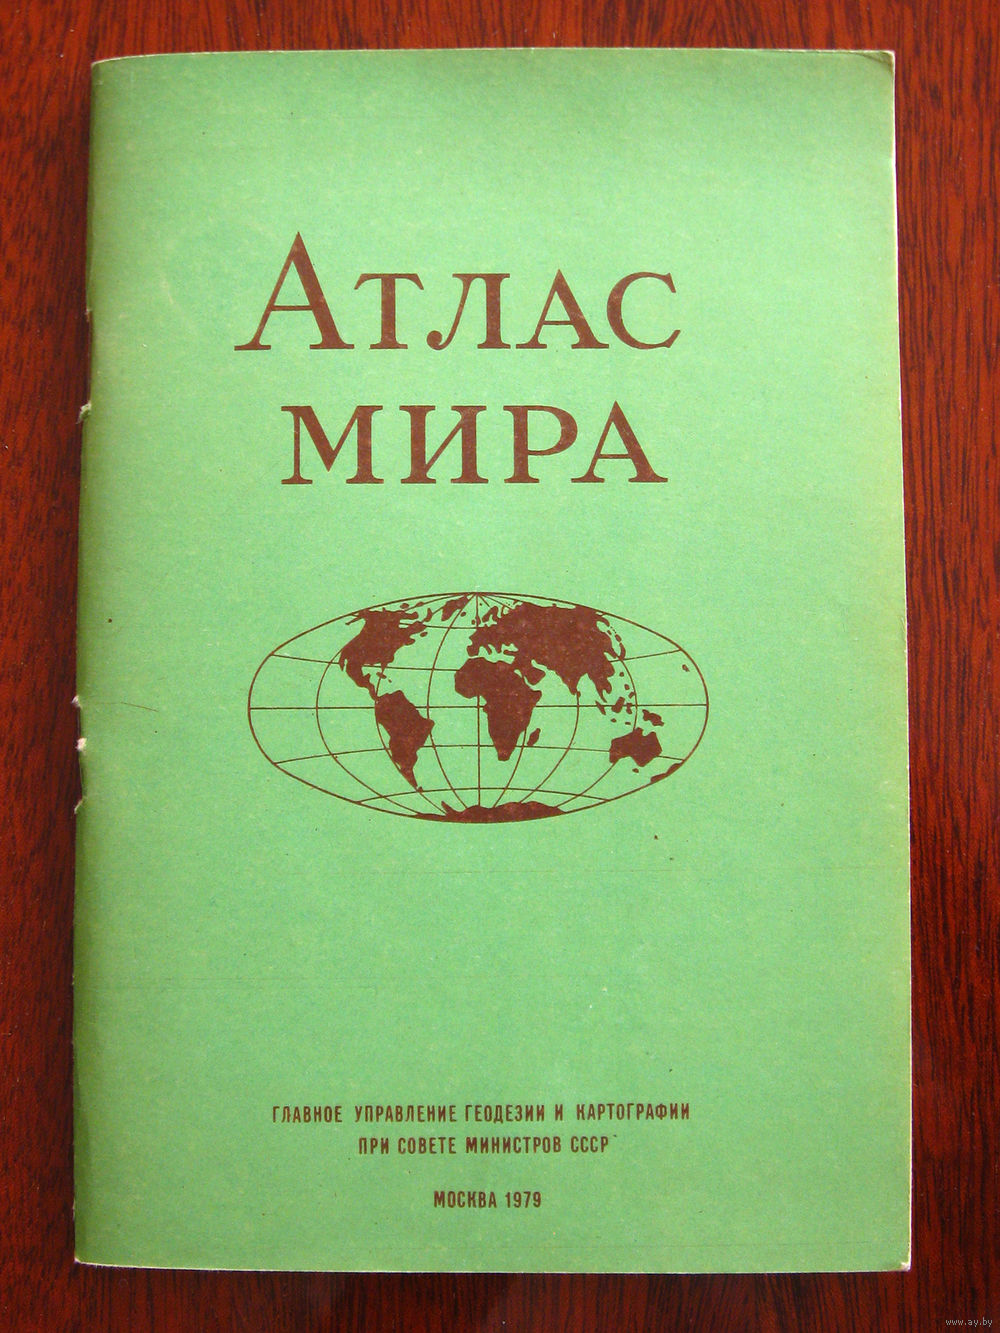 Атлас
мира
ГЛАВНОЕ УПРАВЛЕНИЕ ГЕОДЕЗИИ И КАРТОГРАФИИ
ПРИ СОВЕТЕ МИНИСТРОВ СССР
МОСКВА 1979
www.ay.by